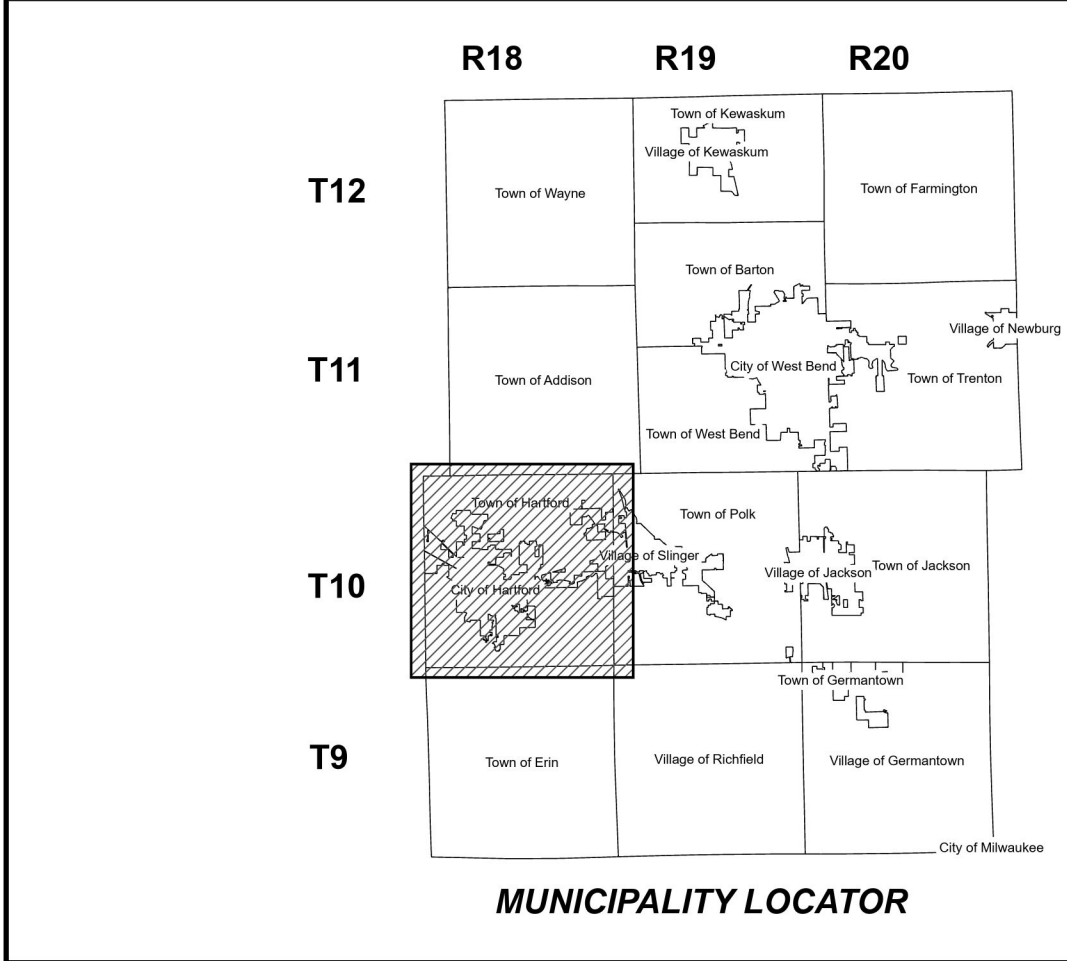 R18 R19 R20
Town of Kewaskum
Village of Kewaskum
T12
Town of Wayne
Town of Farmington
Town of Barton
Village of Newburg
T11
City of West Bend
Town of Addison
Town of Trenton
Town of West Bend
Town of Hartford
Town of Polk
Village of Slinger
T10
Village of Jackson
Town of Jackson
City of Hartford
Town of Germantown
T9
Town of Erin
Village of Richfield
Village of Germantown
City of Milwaukee
MUNICIPALITY LOCATOR